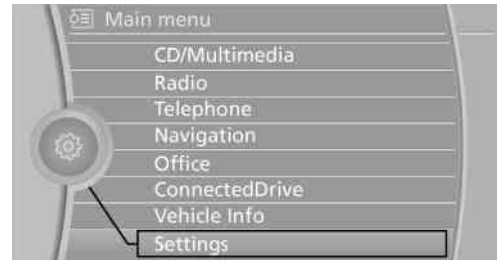 Main menu
CD/Multimedia
Radio
Telephone
Navigation
Office
ConnectedDrive
Vehicle Info
Settings